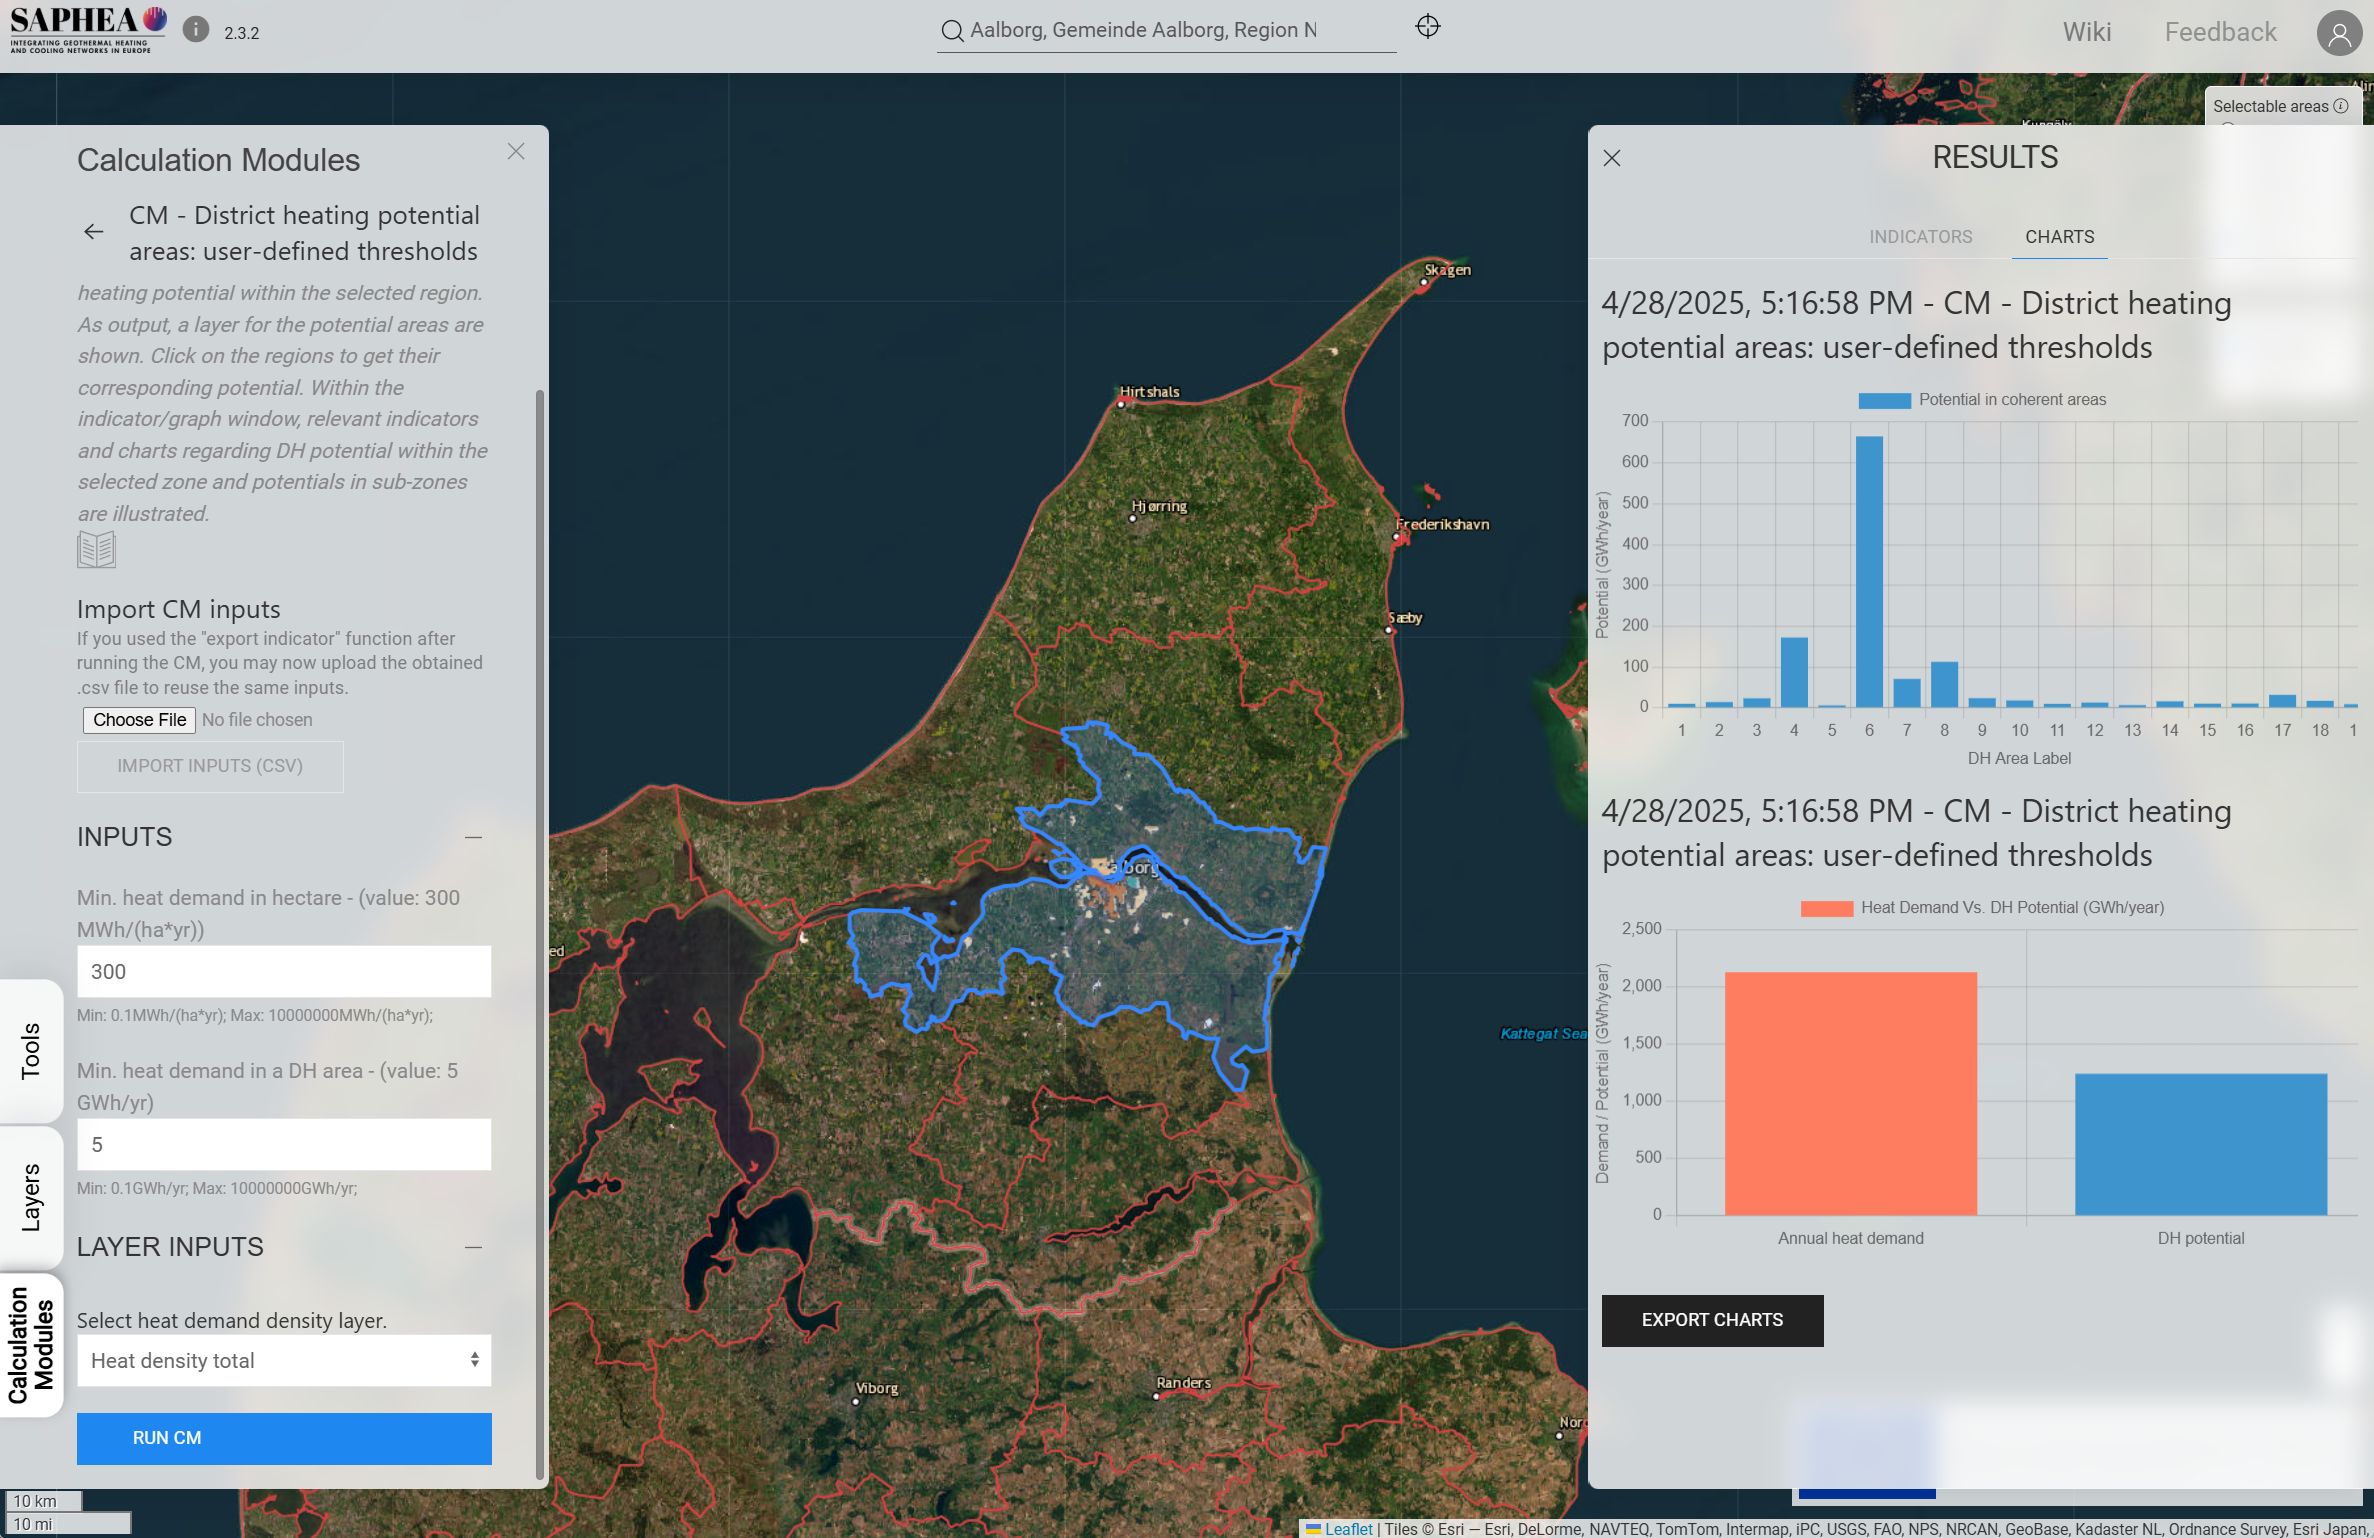 SAPHEA
INTEGRATING GEOTHERMAL HEATING
AND COOLING NETWORKS IN EUROPE
i
2.3.2
Aalborg, Gemeinde Aalborg, Region N
Wiki
Feedback
Selectable areas
Calculation Modules
CM - District heating potential
areas: user-defined thresholds
heating potential within the selected region.
As output, a layer for the potential areas are
shown. Click on the regions to get their
corresponding potential. Within the
indicator/graph window, relevant indicators
and charts regarding DH potential within the
selected zone and potentials in sub-zones
are illustrated.
Import CM inputs
If you used the "export indicator" function after
running the CM, you may now upload the obtained
.csv file to reuse the same inputs.
Choose File No file chosen
IMPORT INPUTS (CSV)
INPUTS
Min. heat demand in hectare - (value: 300
MWh/(ha*yr))
300
Min: 0.1MWh/(ha*yr); Max: 10000000MWh/(ha*yr);
Min. heat demand in a DH area - (value: 5
GWh/yr)
5
Min: 0.1GWh/yr; Max: 10000000GWh/yr;
LAYER INPUTS
Select heat demand density layer.
Heat density total
RUN CM
Tools
Layers
Calculation
Modules
10 km
10 mi
Skagen
Hirtshals
Hjørring
Frederikshavn
Sæby
alborg
ed
Kattegat Sea
Viborg
Randers
Nor
Kungälv
RESULTS
INDICATORS
CHARTS
4/28/2025, 5:16:58 PM - CM - District heating
potential areas: user-defined thresholds
Potential in coherent areas
Potential (GWh/year)
700
600
500
400
300
200
100
0
1 2 3 4 5 6 7 8 9 10 11 12 13 14 15 16 17 18 1
DH Area Label
4/28/2025, 5:16:58 PM - CM - District heating
potential areas: user-defined thresholds
Heat Demand Vs. DH Potential (GWh/year)
Demand / Potential (GWh/year)
2,500
2,000
1,500
1,000
500
0
Annual heat demand
DH potential
EXPORT CHARTS
Leaflet | Tiles © Esri — Esri, DeLorme, NAVTEQ, TomTom, Intermap, iPC, USGS, FAO, NPS, NRCAN, GeoBase, Kadaster NL, Ordnance Survey, Esri Japan,